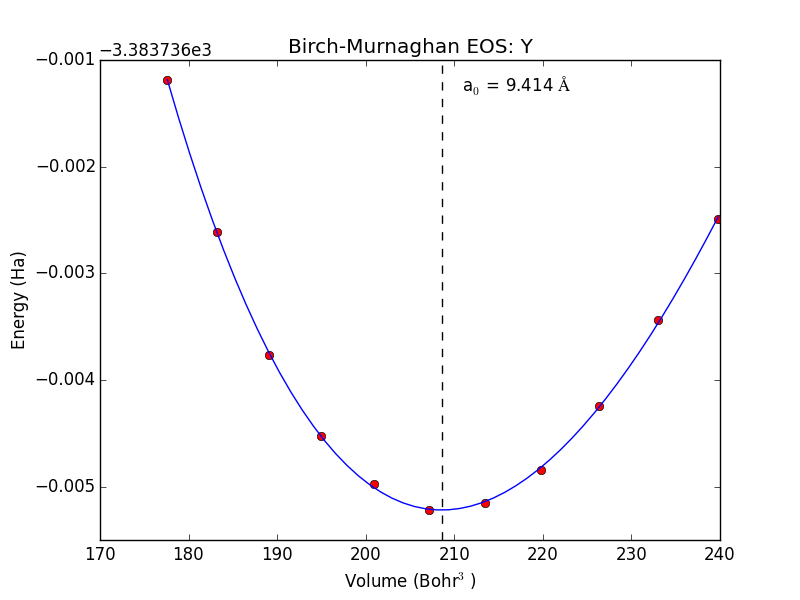 Birch-Murnaghan EOS: Y
−3.383736e3
a₀ = 9.414 Å
−0.001
−0.002
−0.003
−0.004
−0.005
Energy (Ha)
170 180 190 200 210 220 230 240
Volume (Bohr³ )